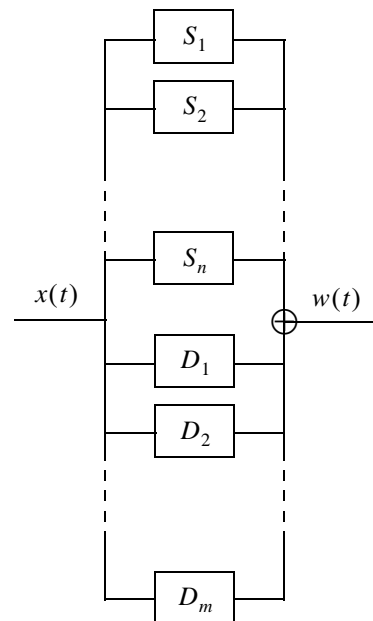 S₁
S₂
Sₙ
x(t)
w(t)
D₁
D₂
Dₘ